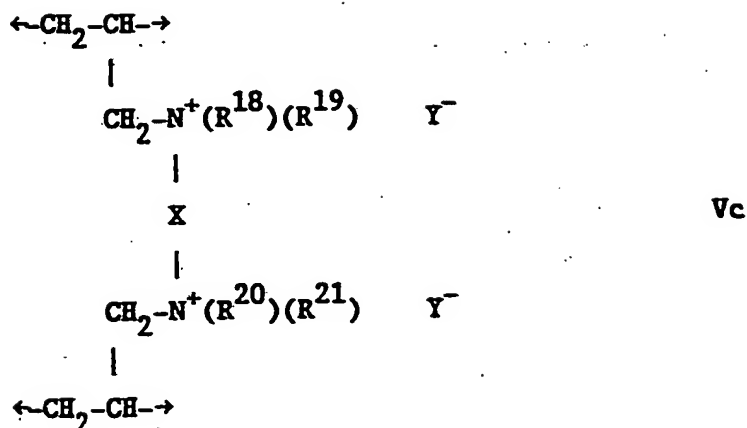 ←CH₂-CH→
|
CH₂-N⁺(R¹⁸)(R¹⁹) Y⁻
|
X Vc
|
CH₂-N⁺(R²⁰)(R²¹) Y⁻
|
←CH₂-CH→